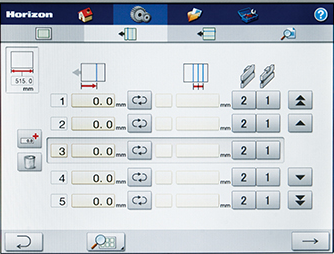 Horizon
?
515.0
mm
1 0.0 mm 2 1
2 0.0 mm mm 2 1
3 0.0 mm mm 2 1
4 0.0 mm mm 2 1
5 0.0 mm mm 2 1